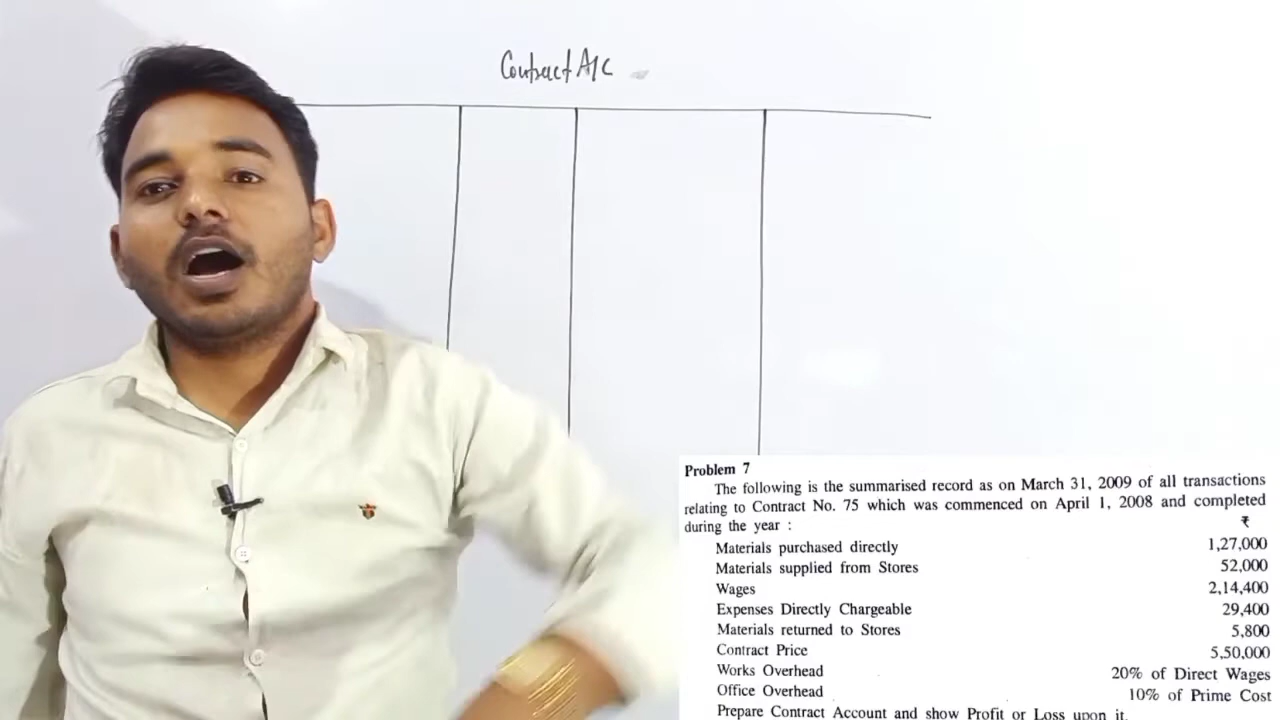 Contract A/C
Problem 7
The following is the summarised record as on March 31, 2009 of all transactions
relating to Contract No. 75 which was commenced on April 1, 2008 and completed
during the year :
₹
Materials purchased directly 1,27,000
Materials supplied from Stores 52,000
Wages 2,14,400
Expenses Directly Chargeable 29,400
Materials returned to Stores 5,800
Contract Price 5,50,000
Works Overhead 20% of Direct Wages
Office Overhead 10% of Prime Cost
Prepare Contract Account and show Profit or Loss upon it.